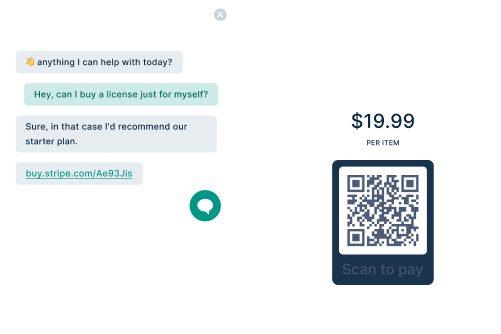 👋 anything I can help with today?
Hey, can I buy a license just for myself?
Sure, in that case I'd recommend our
starter plan.
buy.stripe.com/Ae93Jis
$19.99
PER ITEM
Scan to pay